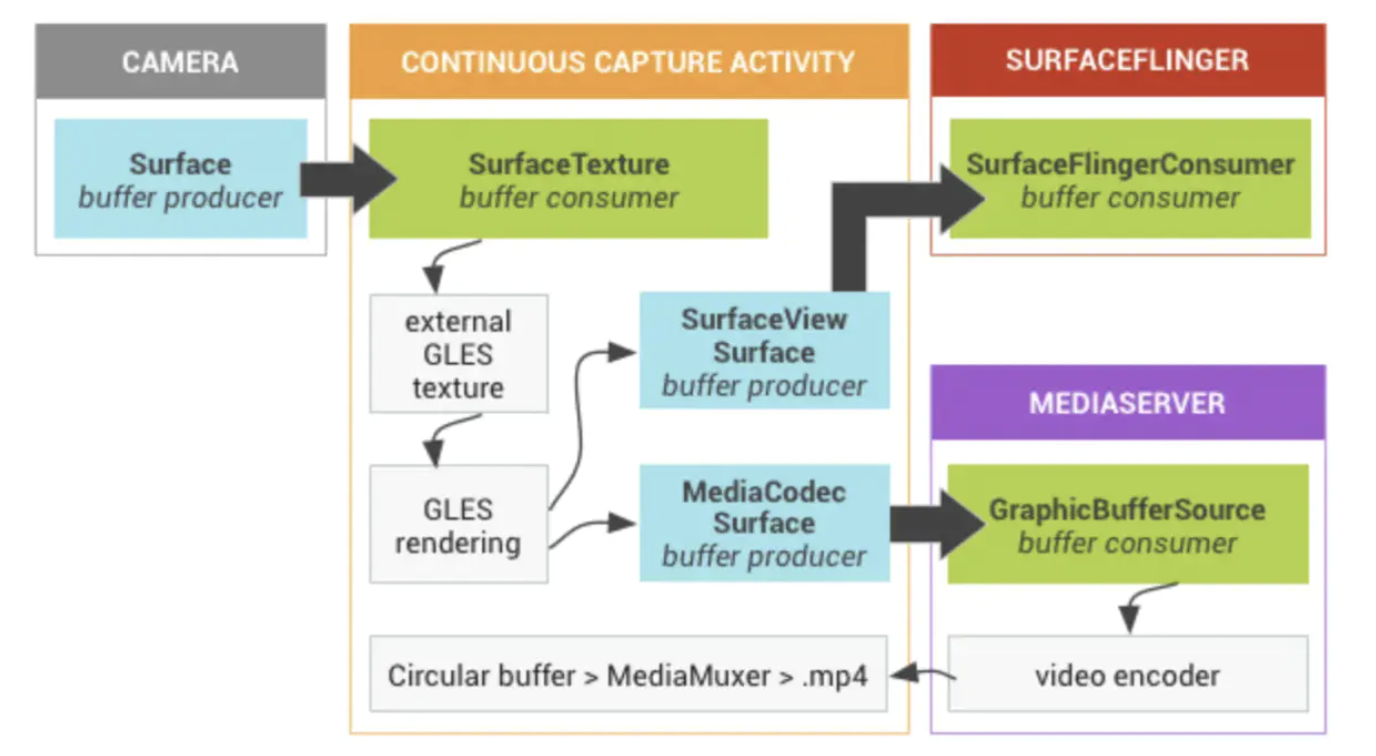 CAMERA
Surface
buffer producer
CONTINUOUS CAPTURE ACTIVITY
SurfaceTexture
buffer consumer
external
GLES
texture
GLES
rendering
SurfaceView
Surface
buffer producer
MediaCodec
Surface
buffer producer
Circular buffer > MediaMuxer > .mp4
SURFACEFLINGER
SurfaceFlingerConsumer
buffer consumer
MEDIASERVER
GraphicBufferSource
buffer consumer
video encoder